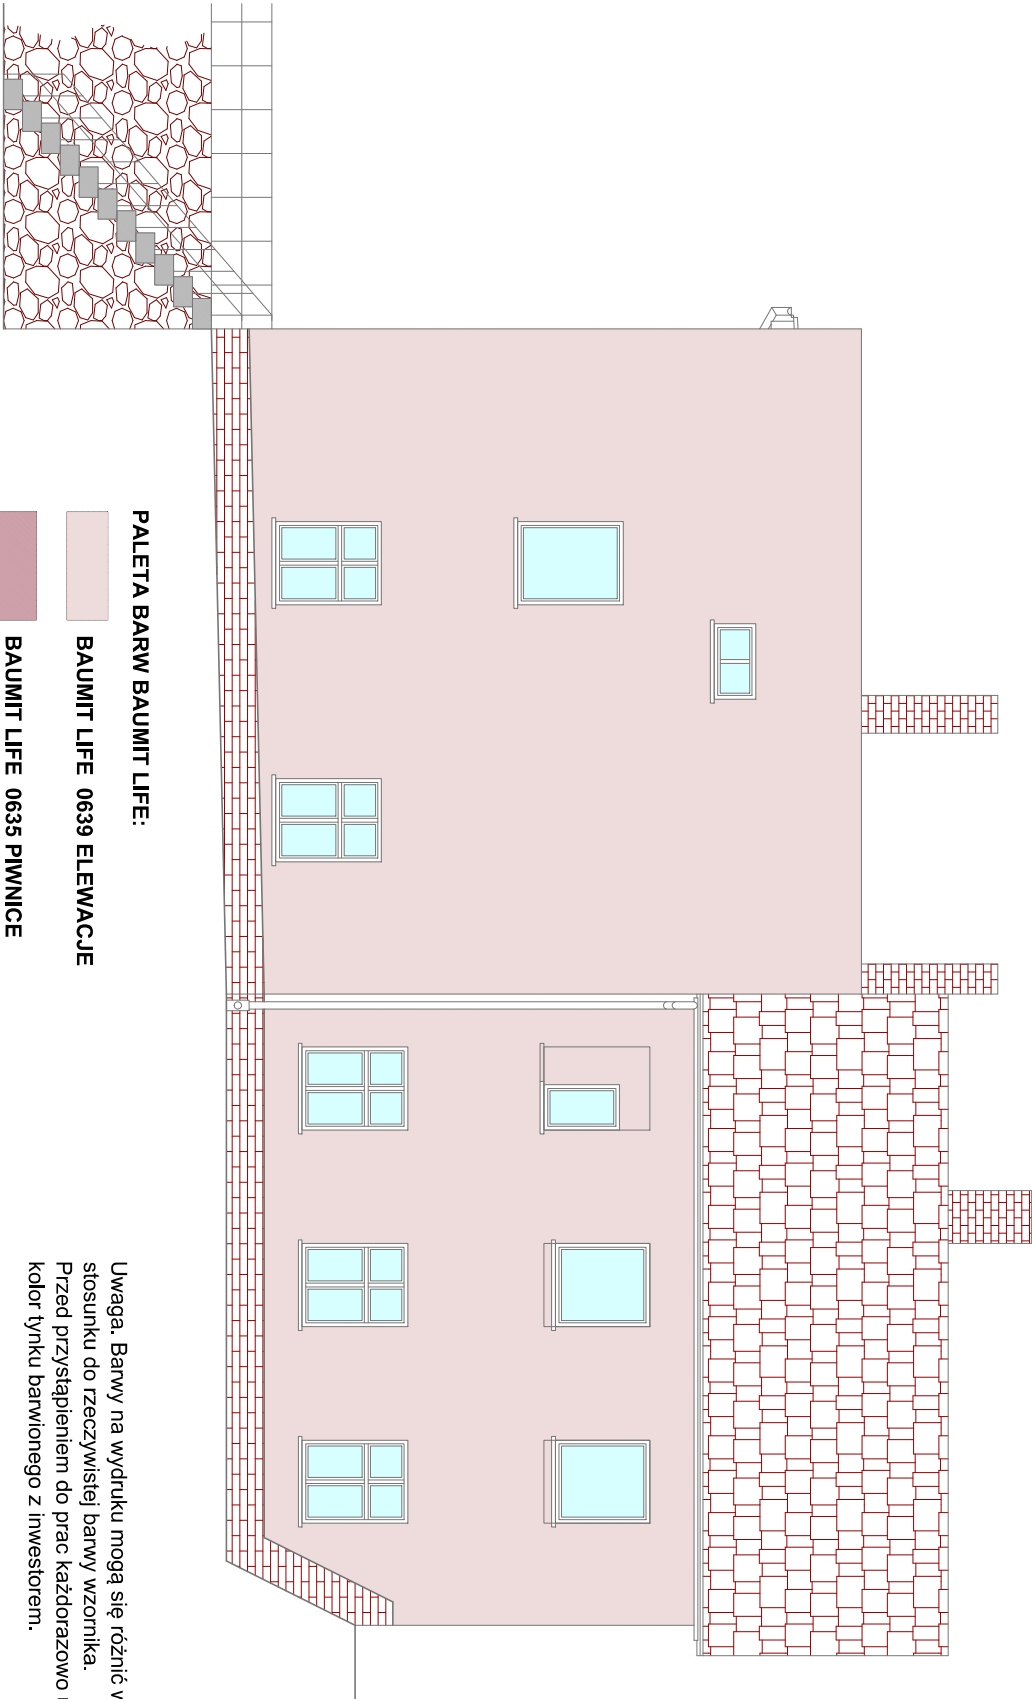 PALETA BARW BAUMIT LIFE:
BAUMIT LIFE 0639 ELEWACJE
BAUMIT LIFE 0635 PIWNICE
Uwaga. Barwy na wydruku mogą się różnić
stosunku do rzeczywistej barwy wzornika.
Przed przystąpieniem do prac każdorazowo
kolor tynku barwionego z inwestorem.